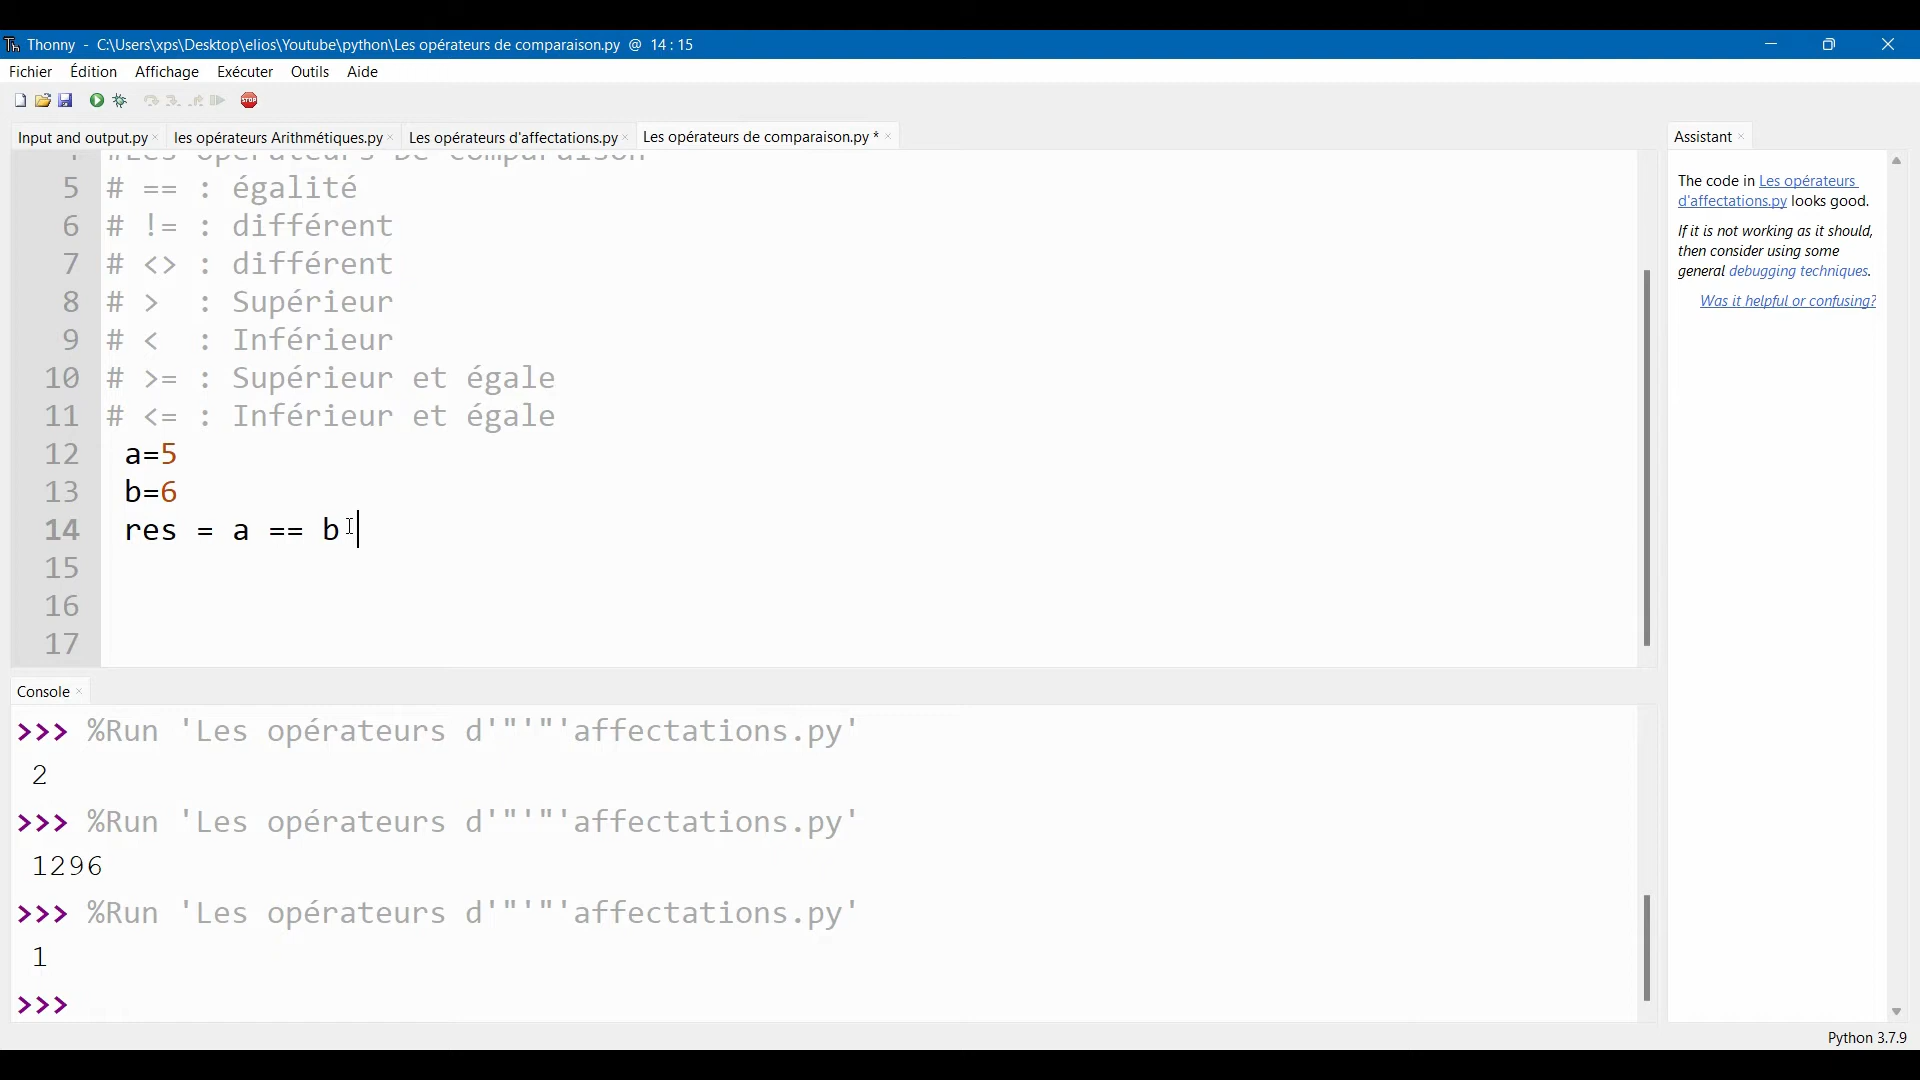 Thonny - C:\Users\xps\Desktop\elios\Youtube\python\Les opérateurs de comparaison.py @ 14 : 15
Fichier Édition Affichage Exécuter Outils Aide
STOP
Input and output.py × les opérateurs Arithmétiques.py × Les opérateurs d'affectations.py × Les opérateurs de comparaison.py * ×
4 #Les opérateurs De comparaison
5 # == : égalité
6 # != : différent
7 # <> : différent
8 # > : Supérieur
9 # < : Inférieur
10 # >= : Supérieur et égale
11 # <= : Inférieur et égale
12 a=5
13 b=6
14 res = a == b
15
16
17
Console ×
>>> %Run 'Les opérateurs d'"'"'affectations.py'
2
>>> %Run 'Les opérateurs d'"'"'affectations.py'
1296
>>> %Run 'Les opérateurs d'"'"'affectations.py'
1
>>>
Assistant ×
The code in Les opérateurs
d'affectations.py looks good.
If it is not working as it should,
then consider using some
general debugging techniques.
Was it helpful or confusing?
Python 3.7.9